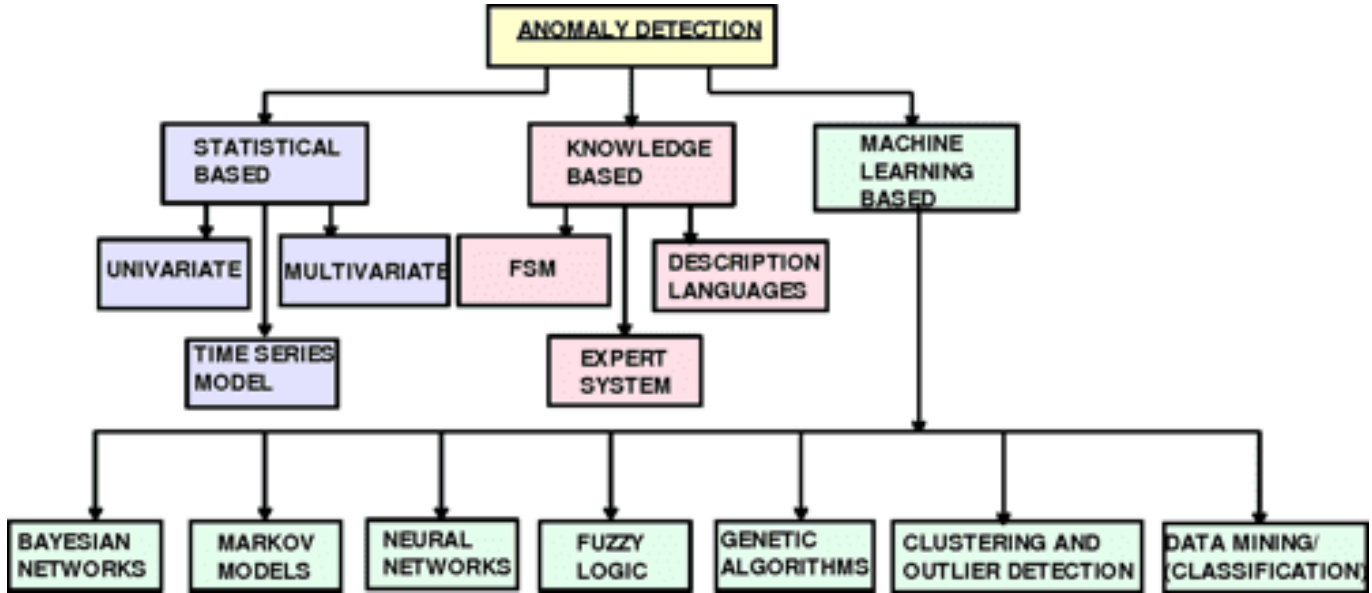 ANOMALY DETECTION
STATISTICAL
BASED
KNOWLEDGE
BASED
MACHINE
LEARNING
BASED
UNIVARIATE
MULTIVARIATE
FSM
DESCRIPTION
LANGUAGES
TIME SERIES
MODEL
EXPERT
SYSTEM
BAYESIAN
NETWORKS
MARKOV
MODELS
NEURAL
NETWORKS
FUZZY
LOGIC
GENETIC
ALGORITHMS
CLUSTERING AND
OUTLIER DETECTION
DATA MINING/
(CLASSIFICATION)